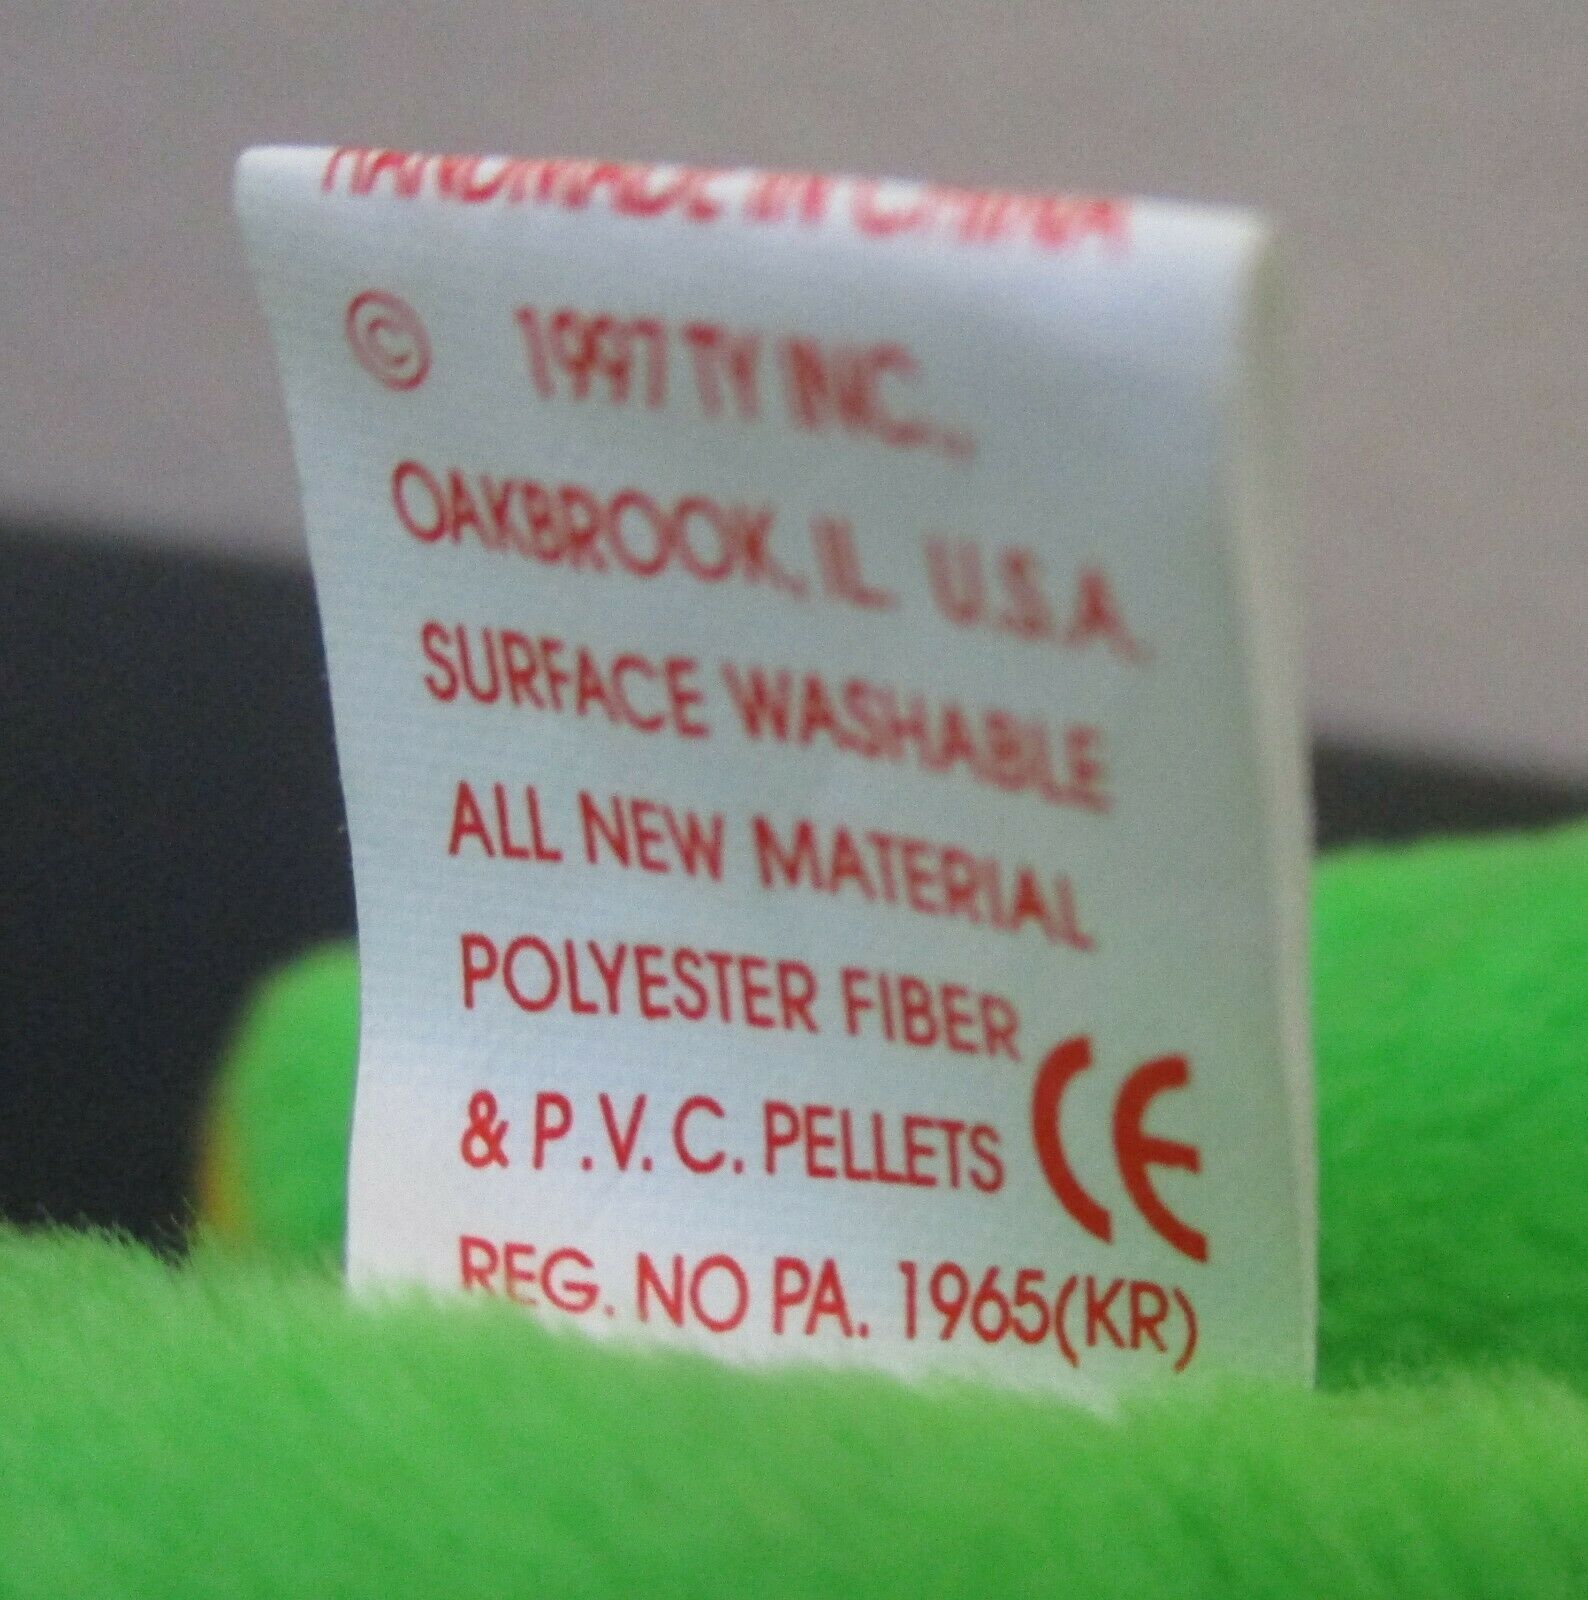 HANDMADE IN CHINA
© 1997 TY INC.,
OAKBROOK, IL. U.S.A.
SURFACE WASHABLE
ALL NEW MATERIAL
POLYESTER FIBER
& P.V.C. PELLETS CE
REG. NO PA. 1965(KR)